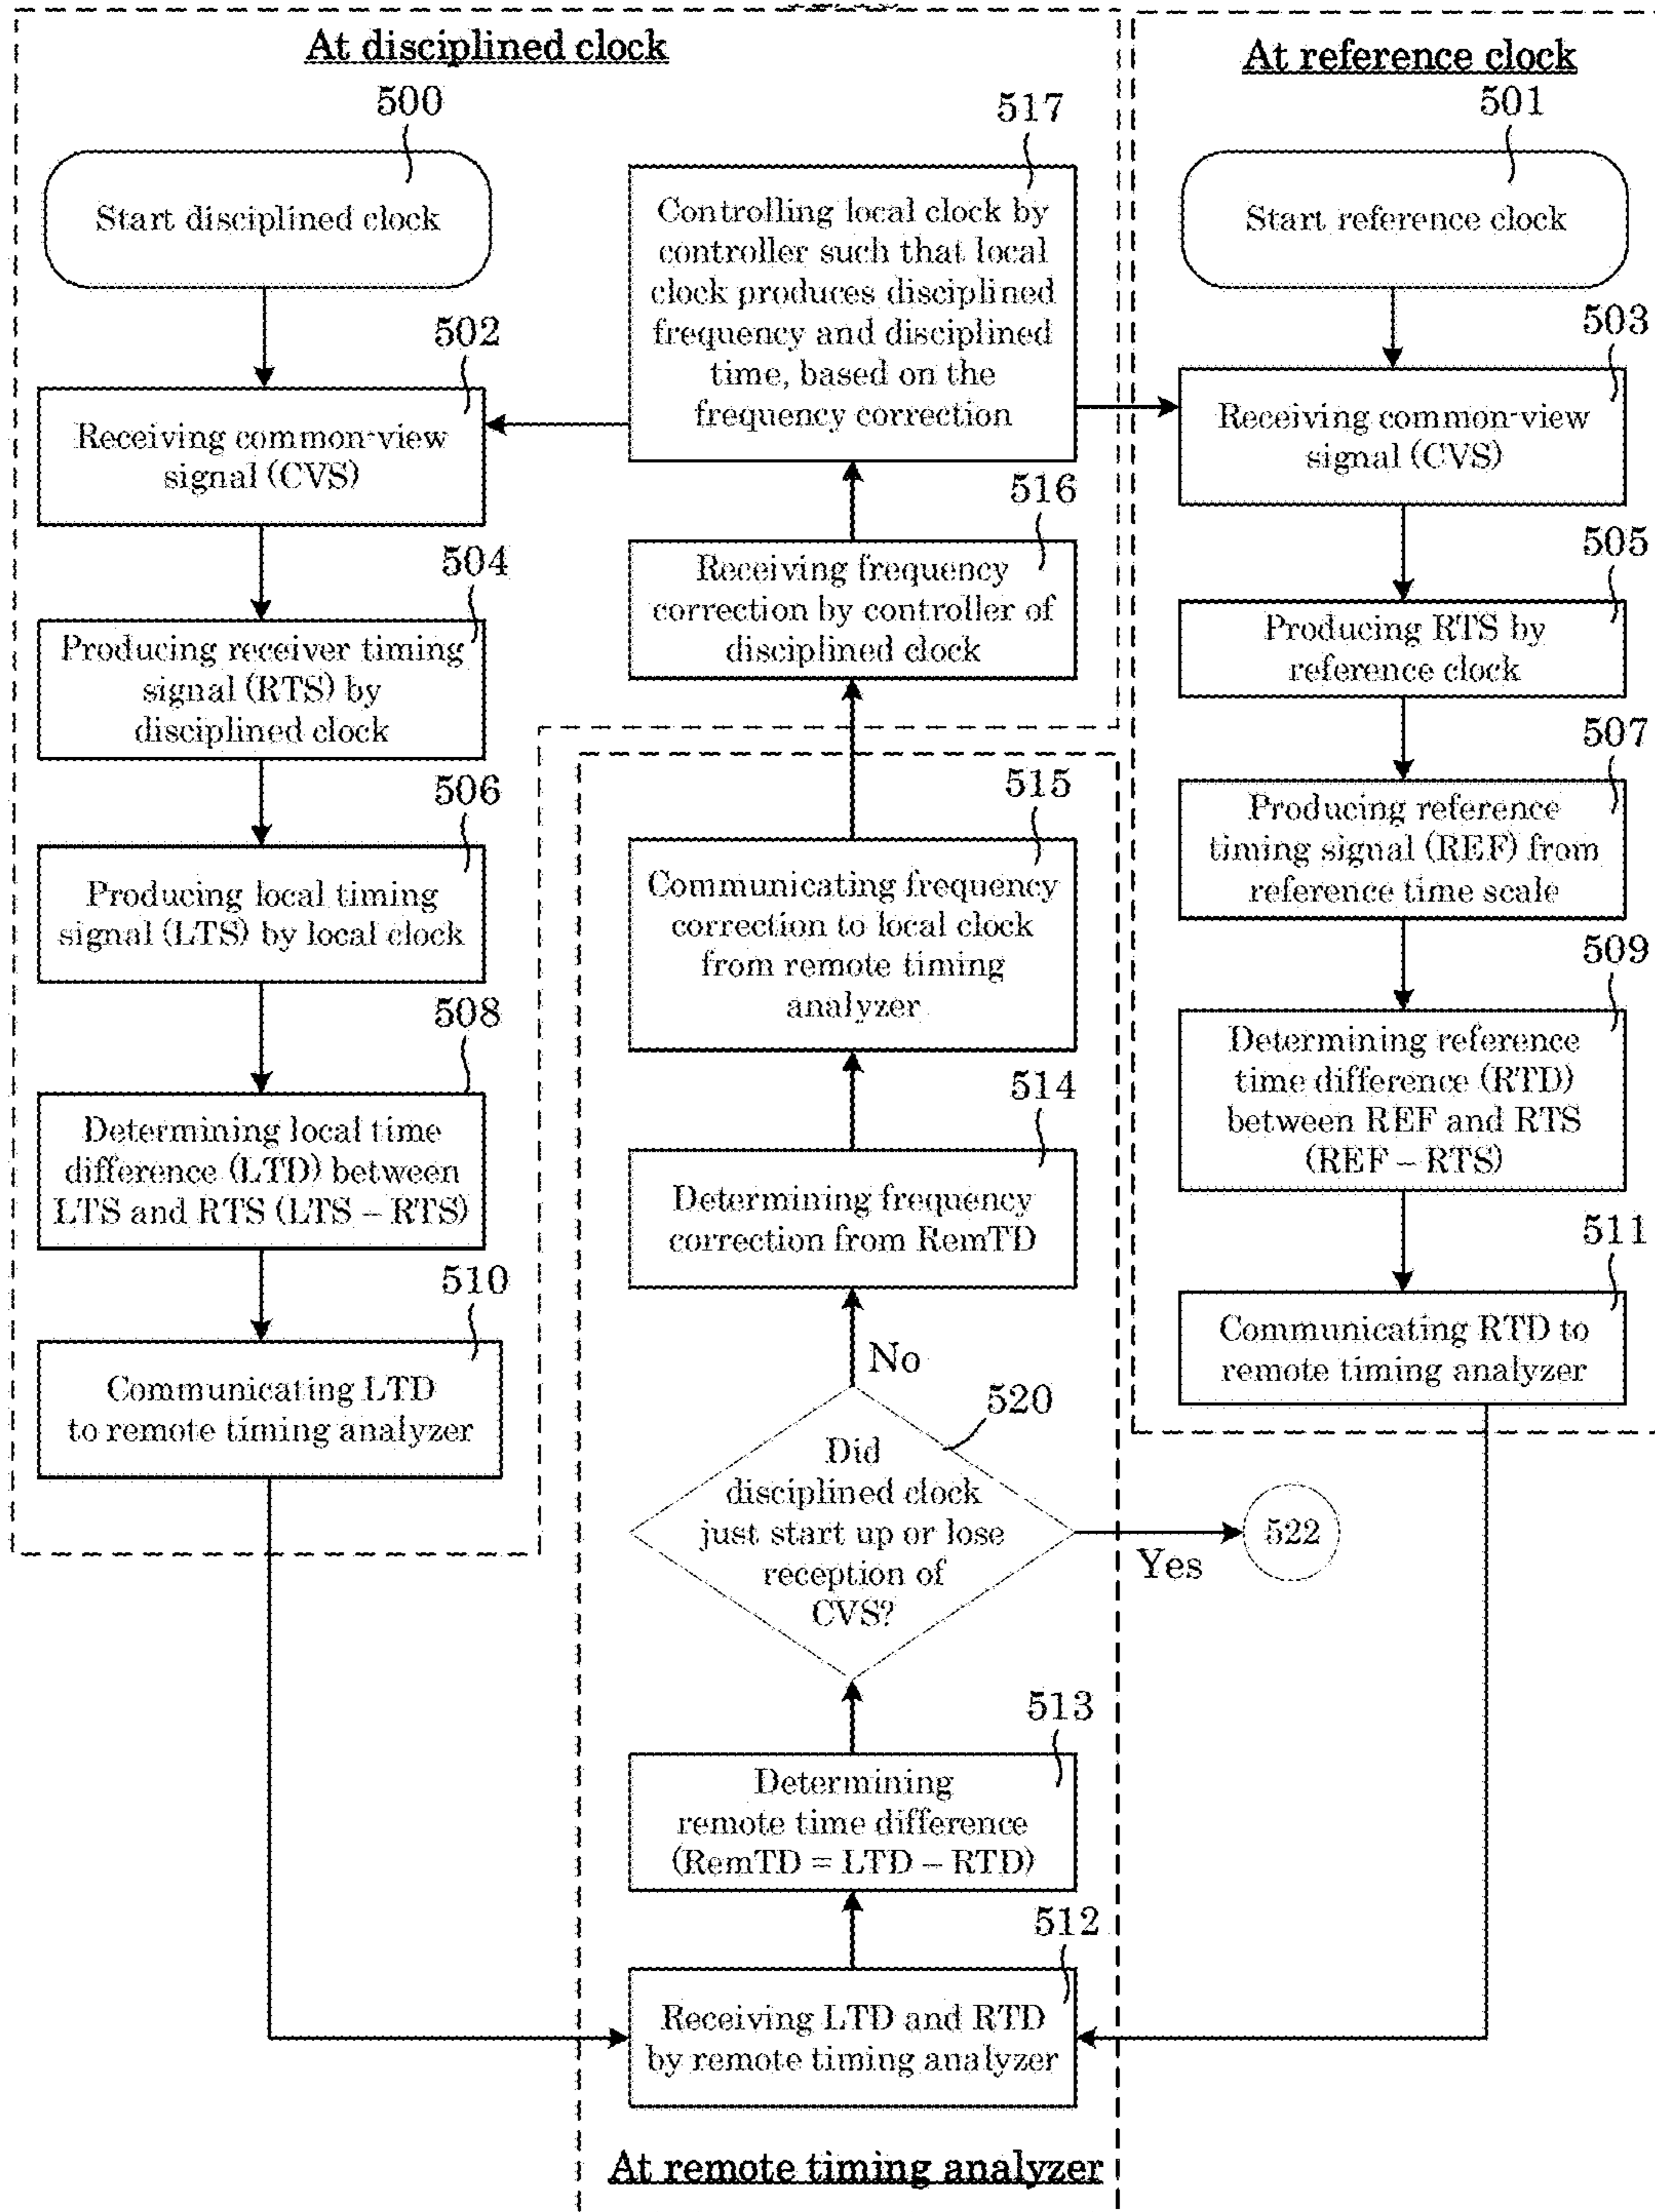 At disciplined clock
500
Start disciplined clock
502
Receiving common-view
signal (CVS)
504
Producing receiver timing
signal (RTS) by
disciplined clock
506
Producing local timing
signal (LTS) by local clock
508
Determining local time
difference (LTD) between
LTS and RTS (LTS – RTS)
510
Communicating LTD
to remote timing analyzer
517
Controlling local clock by
controller such that local
clock produces disciplined
frequency and disciplined
time, based on the
frequency correction
516
Receiving frequency
correction by controller of
disciplined clock
515
Communicating frequency
correction to local clock
from remote timing
analyzer
514
Determining frequency
correction from RemTD
No
520
Did
disciplined clock
just start up or lose
reception of
CVS?
Yes
522
513
Determining
remote time difference
(RemTD = LTD – RTD)
512
Receiving LTD and RTD
by remote timing analyzer
At remote timing analyzer
At reference clock
501
Start reference clock
503
Receiving common-view
signal (CVS)
505
Producing RTS by
reference clock
507
Producing reference
timing signal (REF) from
reference time scale
509
Determining reference
time difference (RTD)
between REF and RTS
(REF – RTS)
511
Communicating RTD to
remote timing analyzer